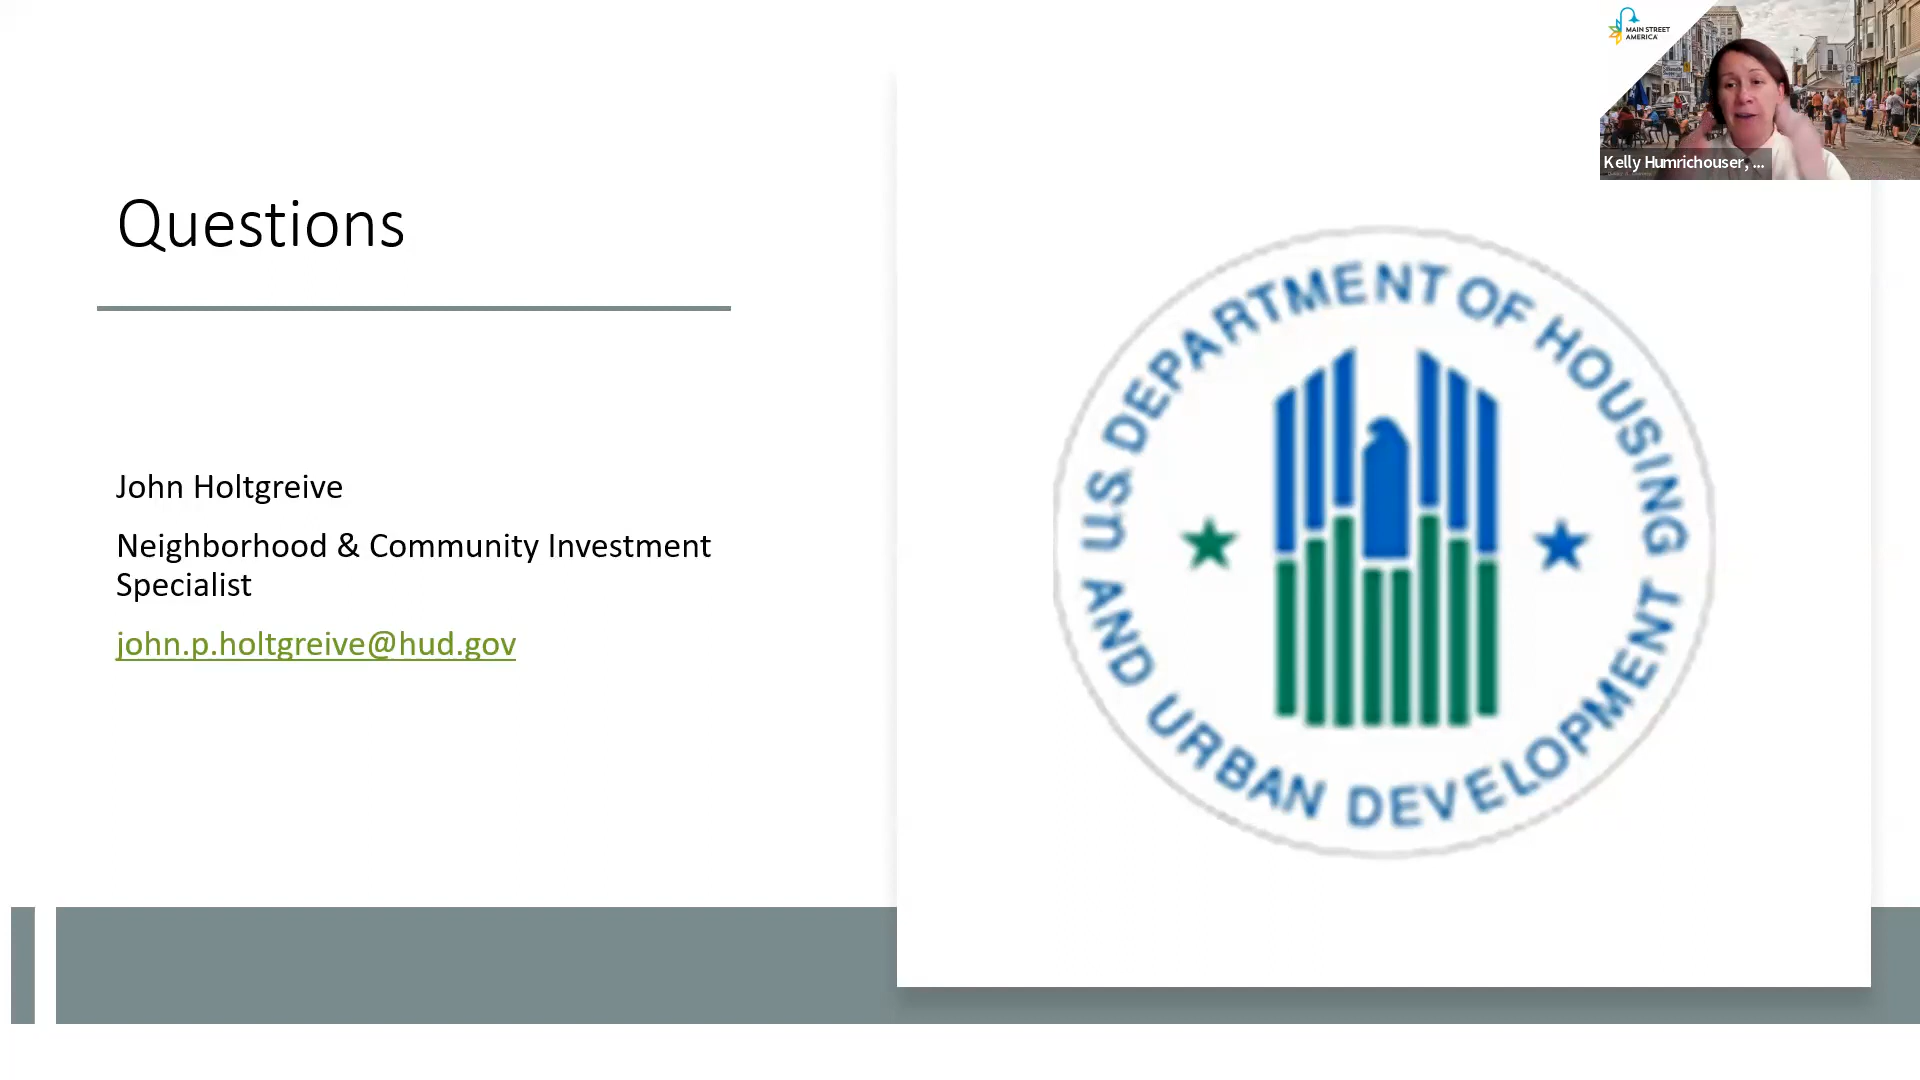 MAIN STREET
AMERICA
Kelly Humrichouser, ...
Questions
John Holtgreive
Neighborhood & Community Investment
Specialist
john.p.holtgreive@hud.gov
U.S. DEPARTMENT OF HOUSING
AND URBAN DEVELOPMENT